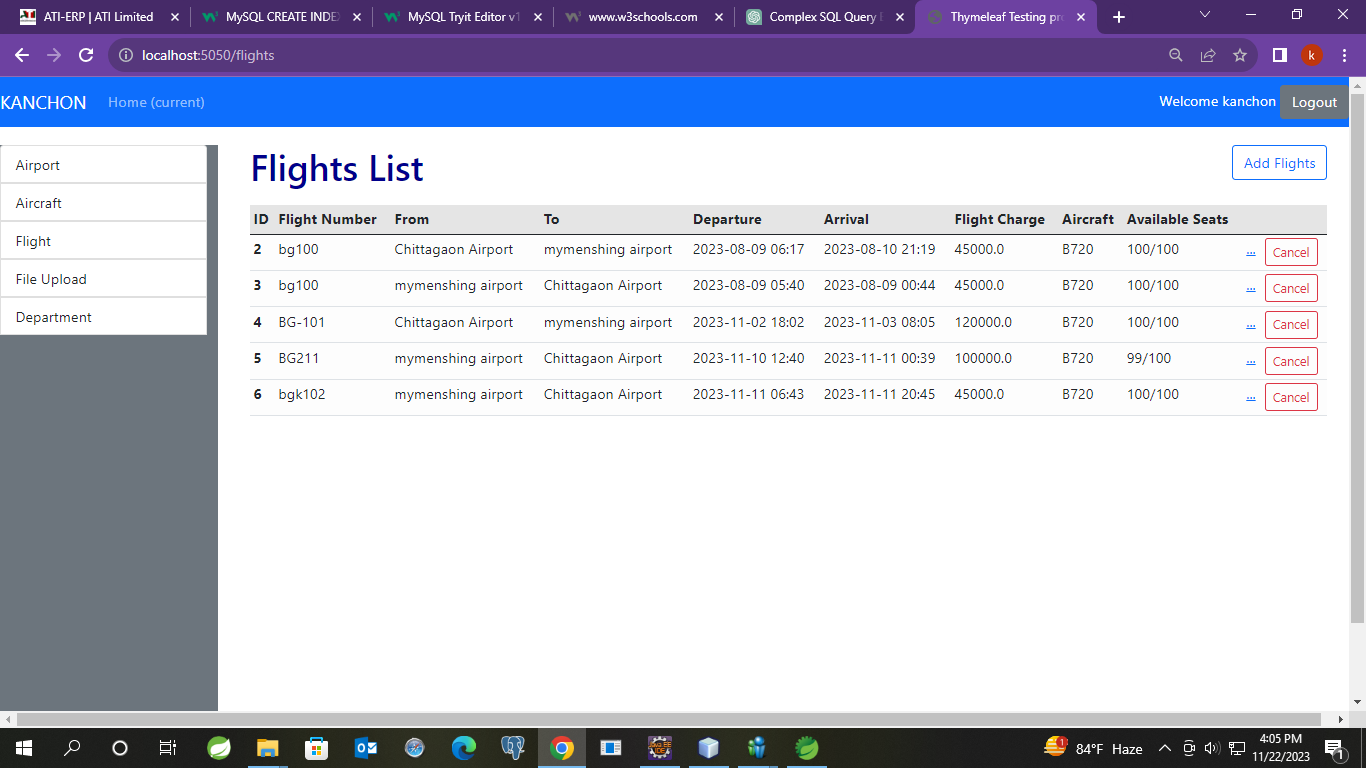 ATI-ERP | ATI Limited MySQL CREATE INDEX MySQL Tryit Editor v1 www.w3schools.com Complex SQL Query E Thymeleaf Testing pr
localhost:5050/flights k
KANCHON Home (current) Welcome kanchon Logout
Airport
Aircraft
Flight
File Upload
Department
Flights List Add Flights
ID Flight Number From To Departure Arrival Flight Charge Aircraft Available Seats
2 bg100 Chittagaon Airport mymenshing airport 2023-08-09 06:17 2023-08-10 21:19 45000.0 B720 100/100 ... Cancel
3 bg100 mymenshing airport Chittagaon Airport 2023-08-09 05:40 2023-08-09 00:44 45000.0 B720 100/100 ... Cancel
4 BG-101 Chittagaon Airport mymenshing airport 2023-11-02 18:02 2023-11-03 08:05 120000.0 B720 100/100 ... Cancel
5 BG211 mymenshing airport Chittagaon Airport 2023-11-10 12:40 2023-11-11 00:39 100000.0 B720 99/100 ... Cancel
6 bgk102 mymenshing airport Chittagaon Airport 2023-11-11 06:43 2023-11-11 20:45 45000.0 B720 100/100 ... Cancel
1 84°F Haze 4:05 PM
11/22/2023 1